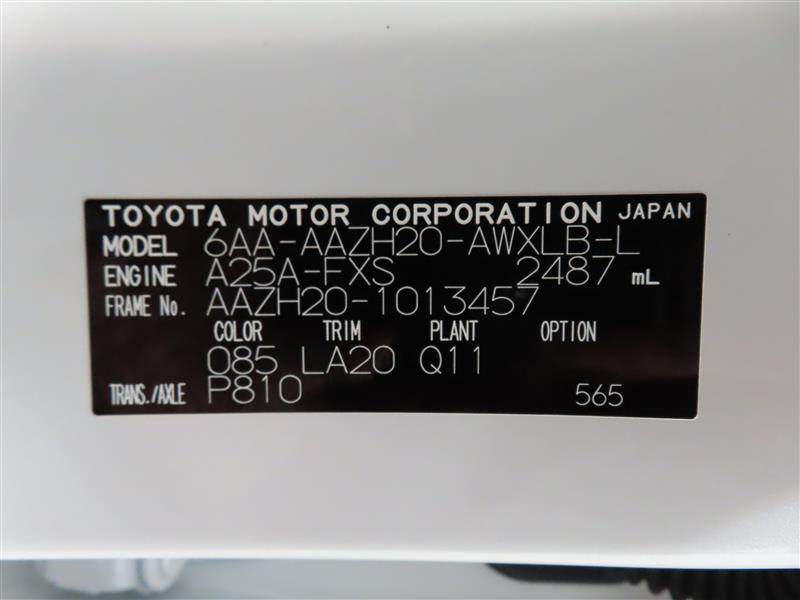 TOYOTA MOTOR CORPORATION JAPAN
MODEL 6AA-AAZH20-AWXLB-L
ENGINE A25A-FXS 2487 mL
FRAME No. AAZH20-1013457
COLOR TRIM PLANT OPTION
085 LA20 Q11
TRANS./AXLE P810 565